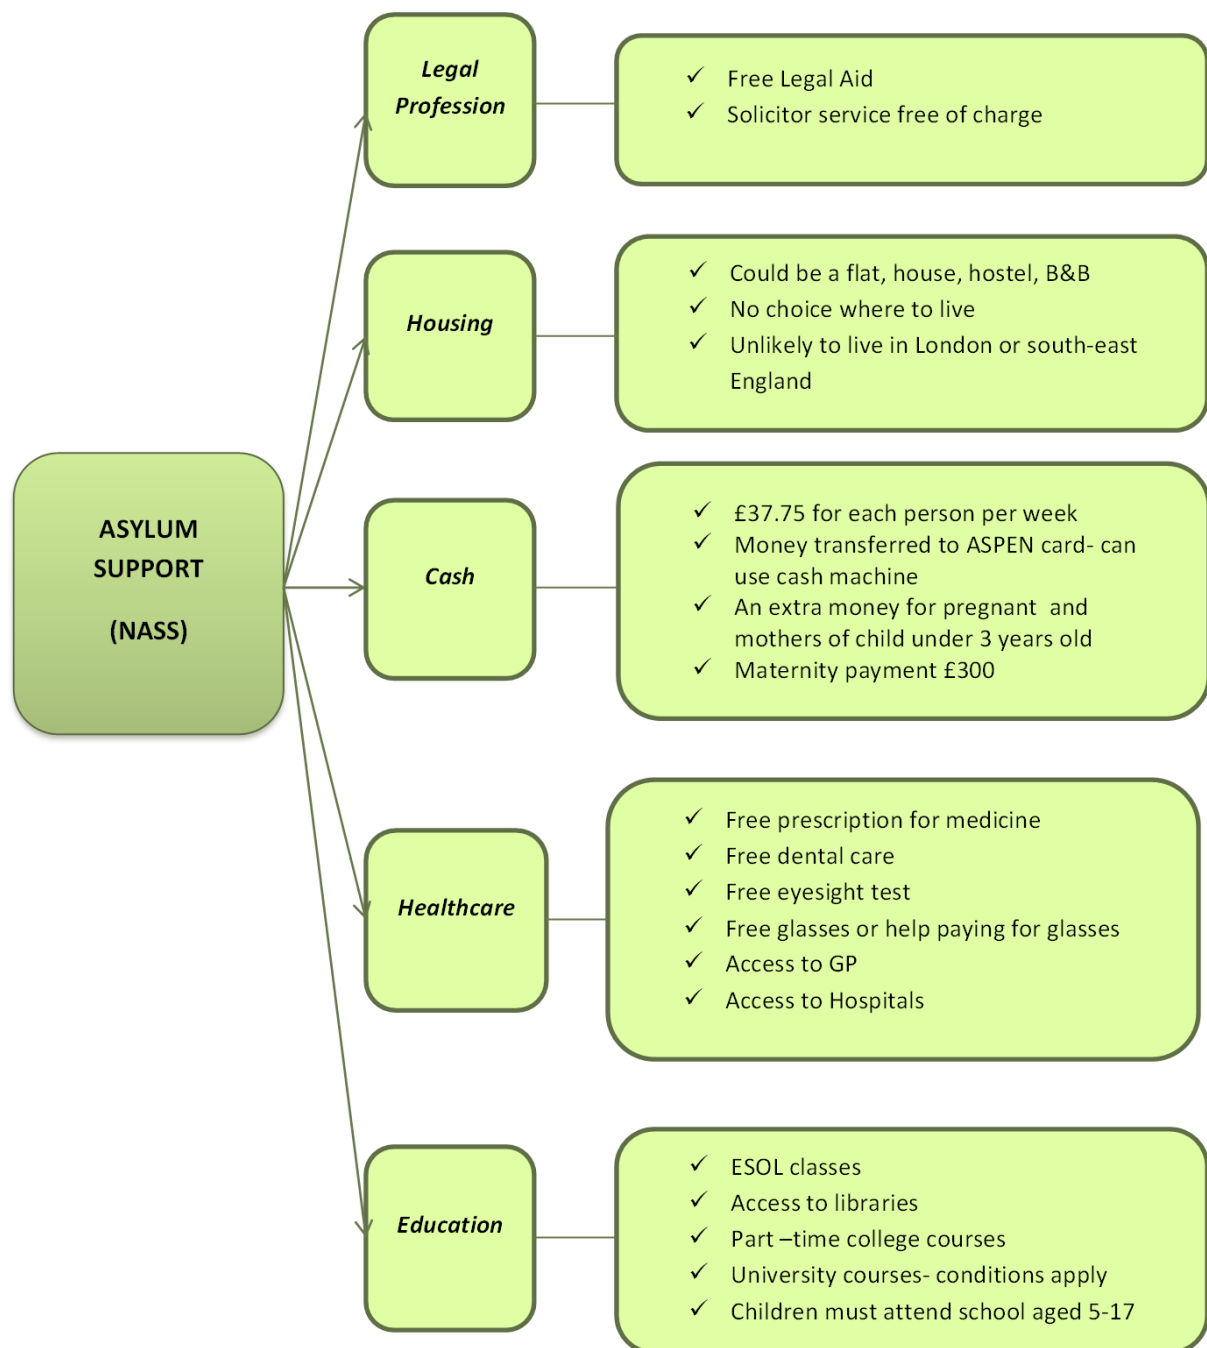 Legal
Profession
✓ Free Legal Aid
✓ Solicitor service free of charge
Housing
✓ Could be a flat, house, hostel, B&B
✓ No choice where to live
✓ Unlikely to live in London or south-east
England
ASYLUM
SUPPORT
(NASS)
Cash
✓ £37.75 for each person per week
✓ Money transferred to ASPEN card- can
use cash machine
✓ An extra money for pregnant  and
mothers of child under 3 years old
✓ Maternity payment £300
Healthcare
✓ Free prescription for medicine
✓ Free dental care
✓ Free eyesight test
✓ Free glasses or help paying for glasses
✓ Access to GP
✓ Access to Hospitals
Education
✓ ESOL classes
✓ Access to libraries
✓ Part –time college courses
✓ University courses- conditions apply
✓ Children must attend school aged 5-17